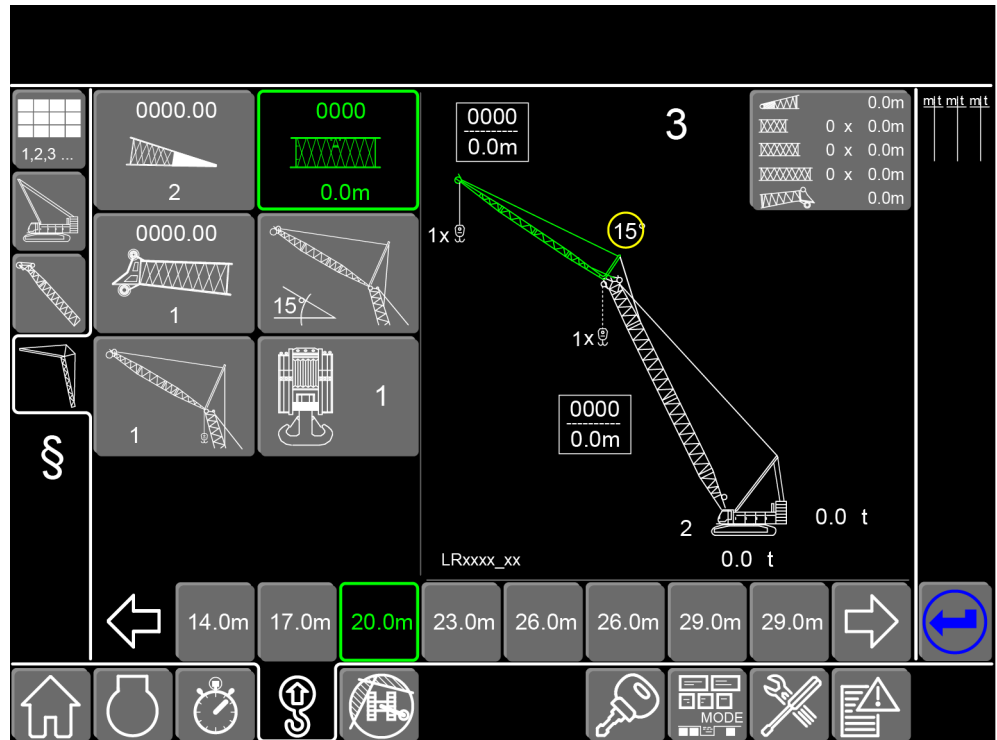 1,2,3 ...
0000.00
2
0000
0.0m
0000.00
1
15°
1
1
§
0000
0.0m
3
1x
15°
1x
0000
0.0m
2
0.0 t
0.0 t
LRxxxx_xx
0.0m
0 x 0.0m
0 x 0.0m
0 x 0.0m
0.0m
m t m t m t
14.0m
17.0m
20.0m
23.0m
26.0m
26.0m
29.0m
29.0m
MODE